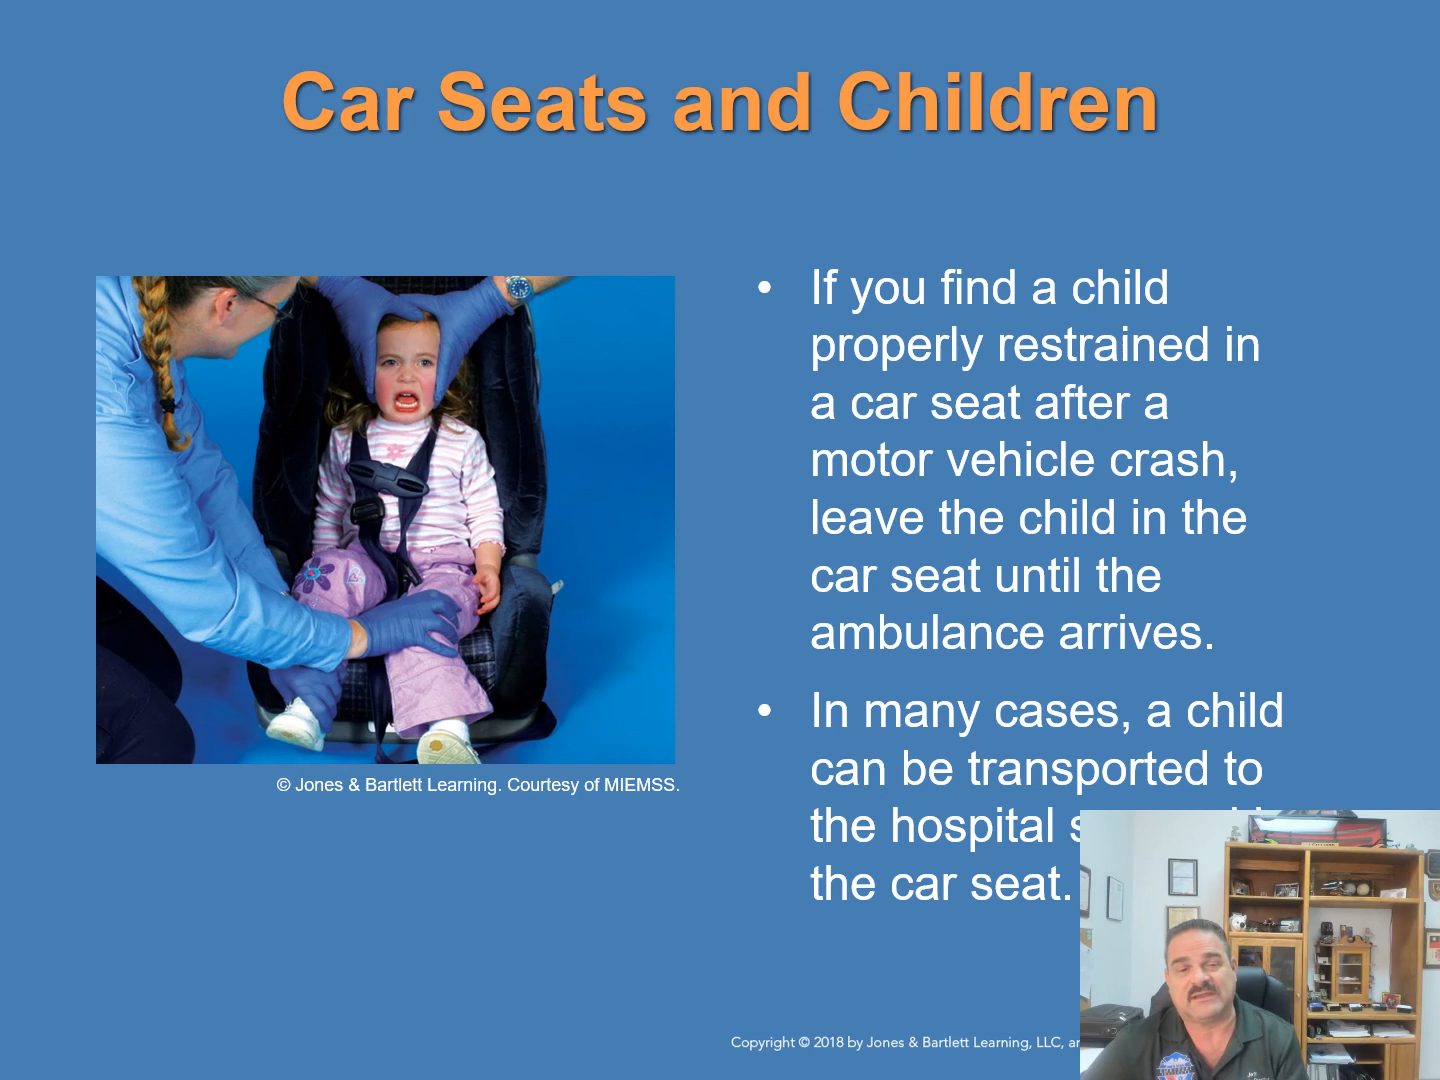 Car Seats and Children
• If you find a child
properly restrained in
a car seat after a
motor vehicle crash,
leave the child in the
car seat until the
ambulance arrives.
• In many cases, a child
can be transported to
the hospital
the car seat.
© Jones & Bartlett Learning. Courtesy of MIEMSS.
Copyright © 2018 by Jones & Bartlett Learning, LLC,